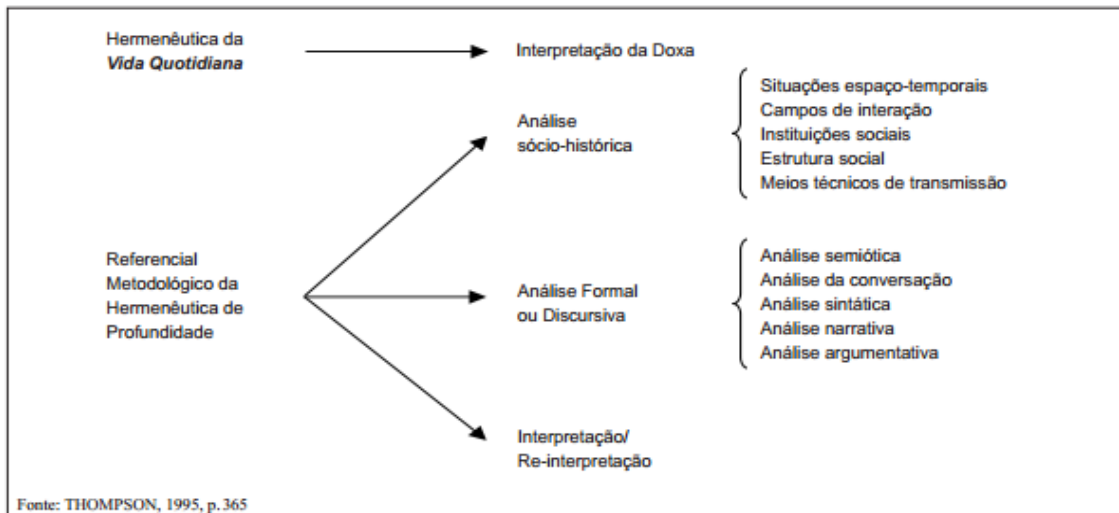 Hermenêutica da
Vida Quotidiana
Interpretação da Doxa
Análise
sócio-histórica
Situações espaço-temporais
Campos de interação
Instituições sociais
Estrutura social
Meios técnicos de transmissão
Referencial
Metodológico da
Hermenêutica de
Profundidade
Análise Formal
ou Discursiva
Análise semiótica
Análise da conversação
Análise sintática
Análise narrativa
Análise argumentativa
Interpretação/
Re-interpretação
Fonte: THOMPSON, 1995, p.365